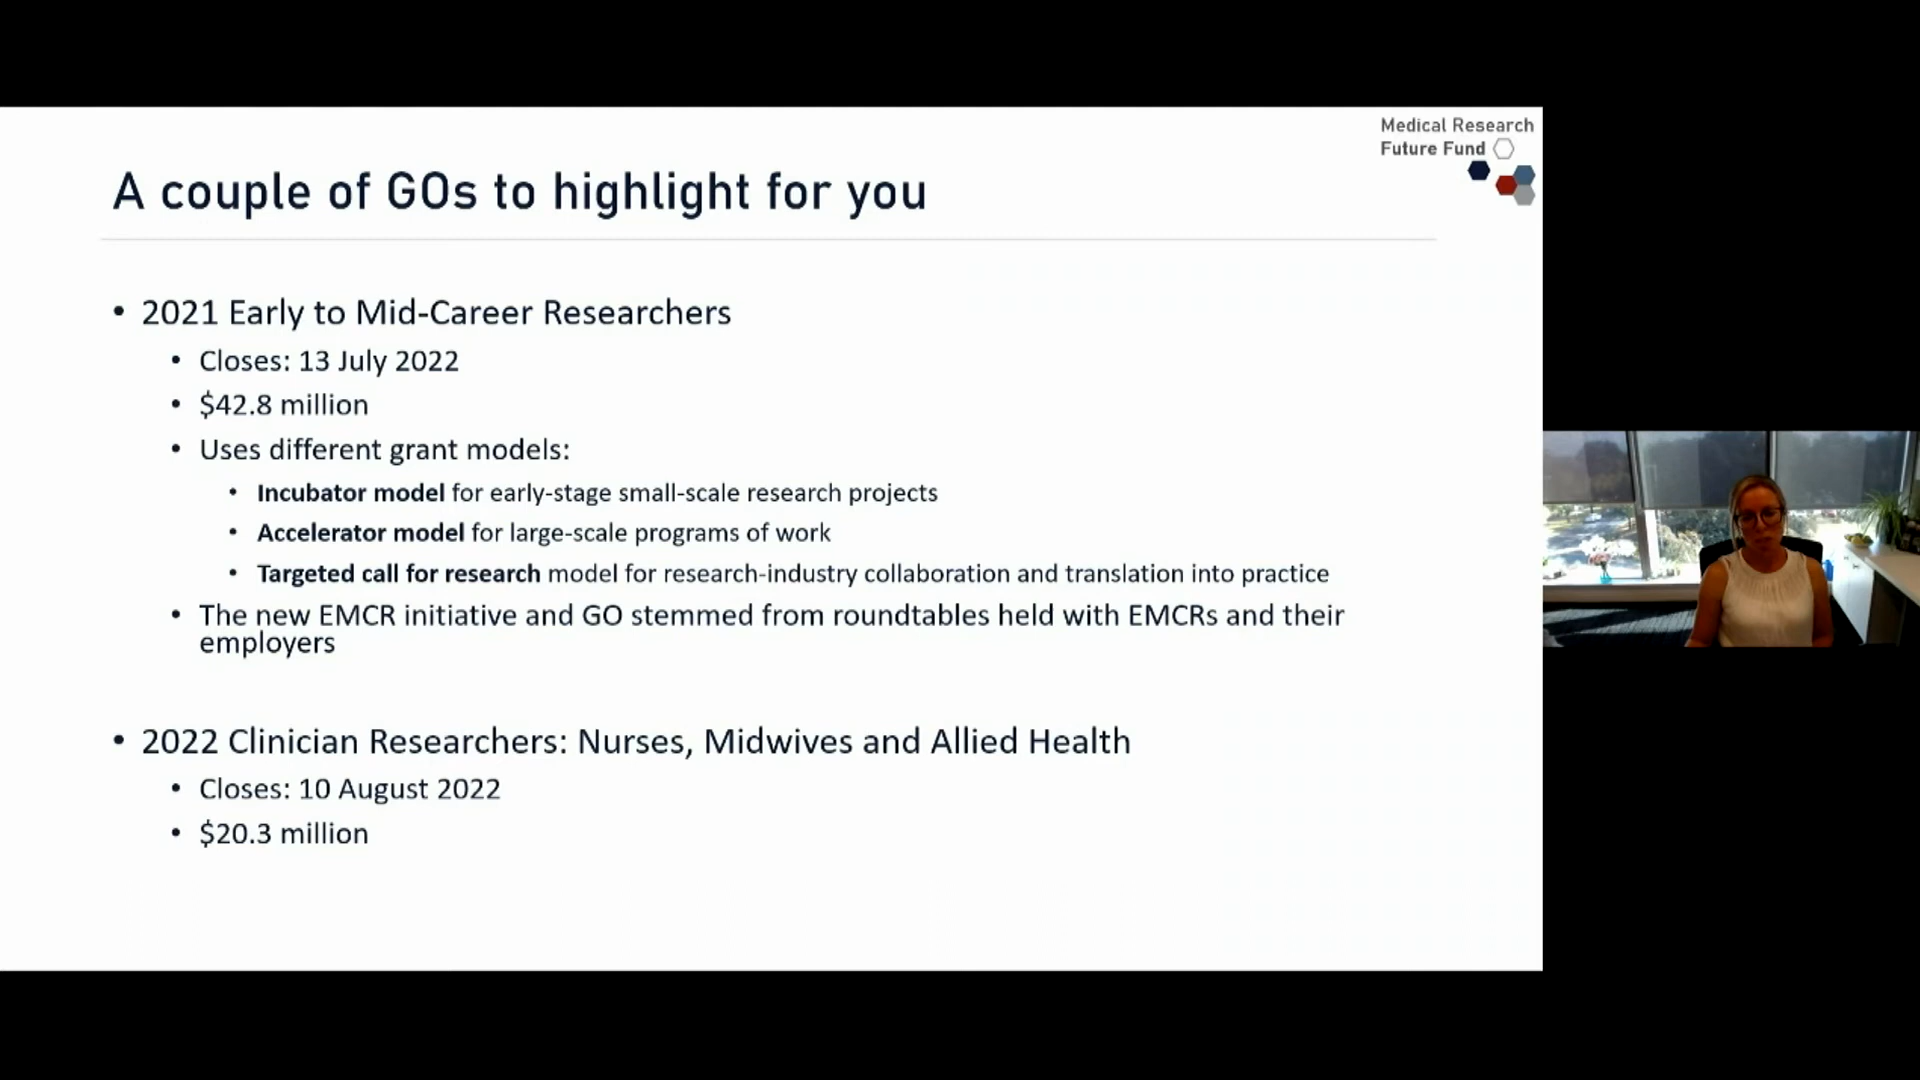 Medical Research
Future Fund
A couple of GOs to highlight for you
• 2021 Early to Mid-Career Researchers
• Closes: 13 July 2022
• $42.8 million
• Uses different grant models:
• Incubator model for early-stage small-scale research projects
• Accelerator model for large-scale programs of work
• Targeted call for research model for research-industry collaboration and translation into practice
• The new EMCR initiative and GO stemmed from roundtables held with EMCRs and their
employers
• 2022 Clinician Researchers: Nurses, Midwives and Allied Health
• Closes: 10 August 2022
• $20.3 million